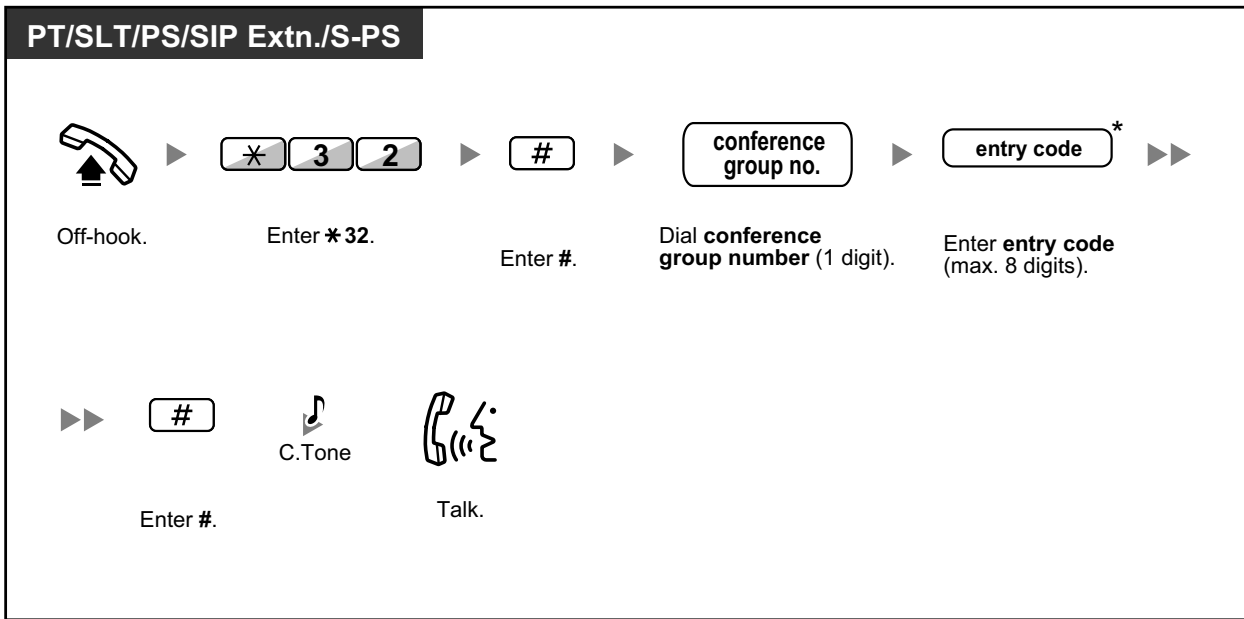 PT/SLT/PS/SIP Extn./S-PS
* 3 2
#
conference
group no.
entry code *
Off-hook.
Enter * 32.
Enter #.
Dial conference
group number (1 digit).
Enter entry code
(max. 8 digits).
#
C.Tone
Enter #.
Talk.